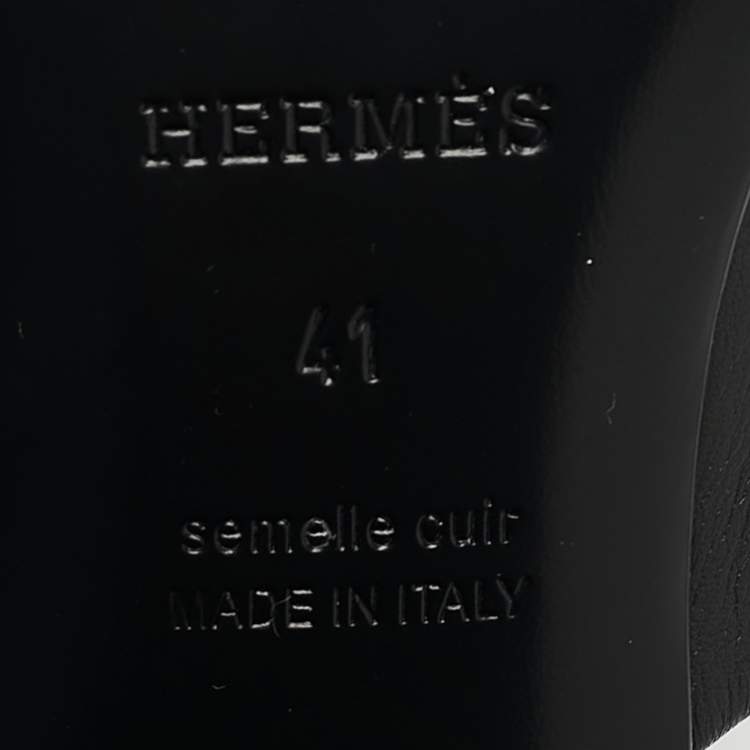 HERMÈS
41
semelle cuir
MADE IN ITALY